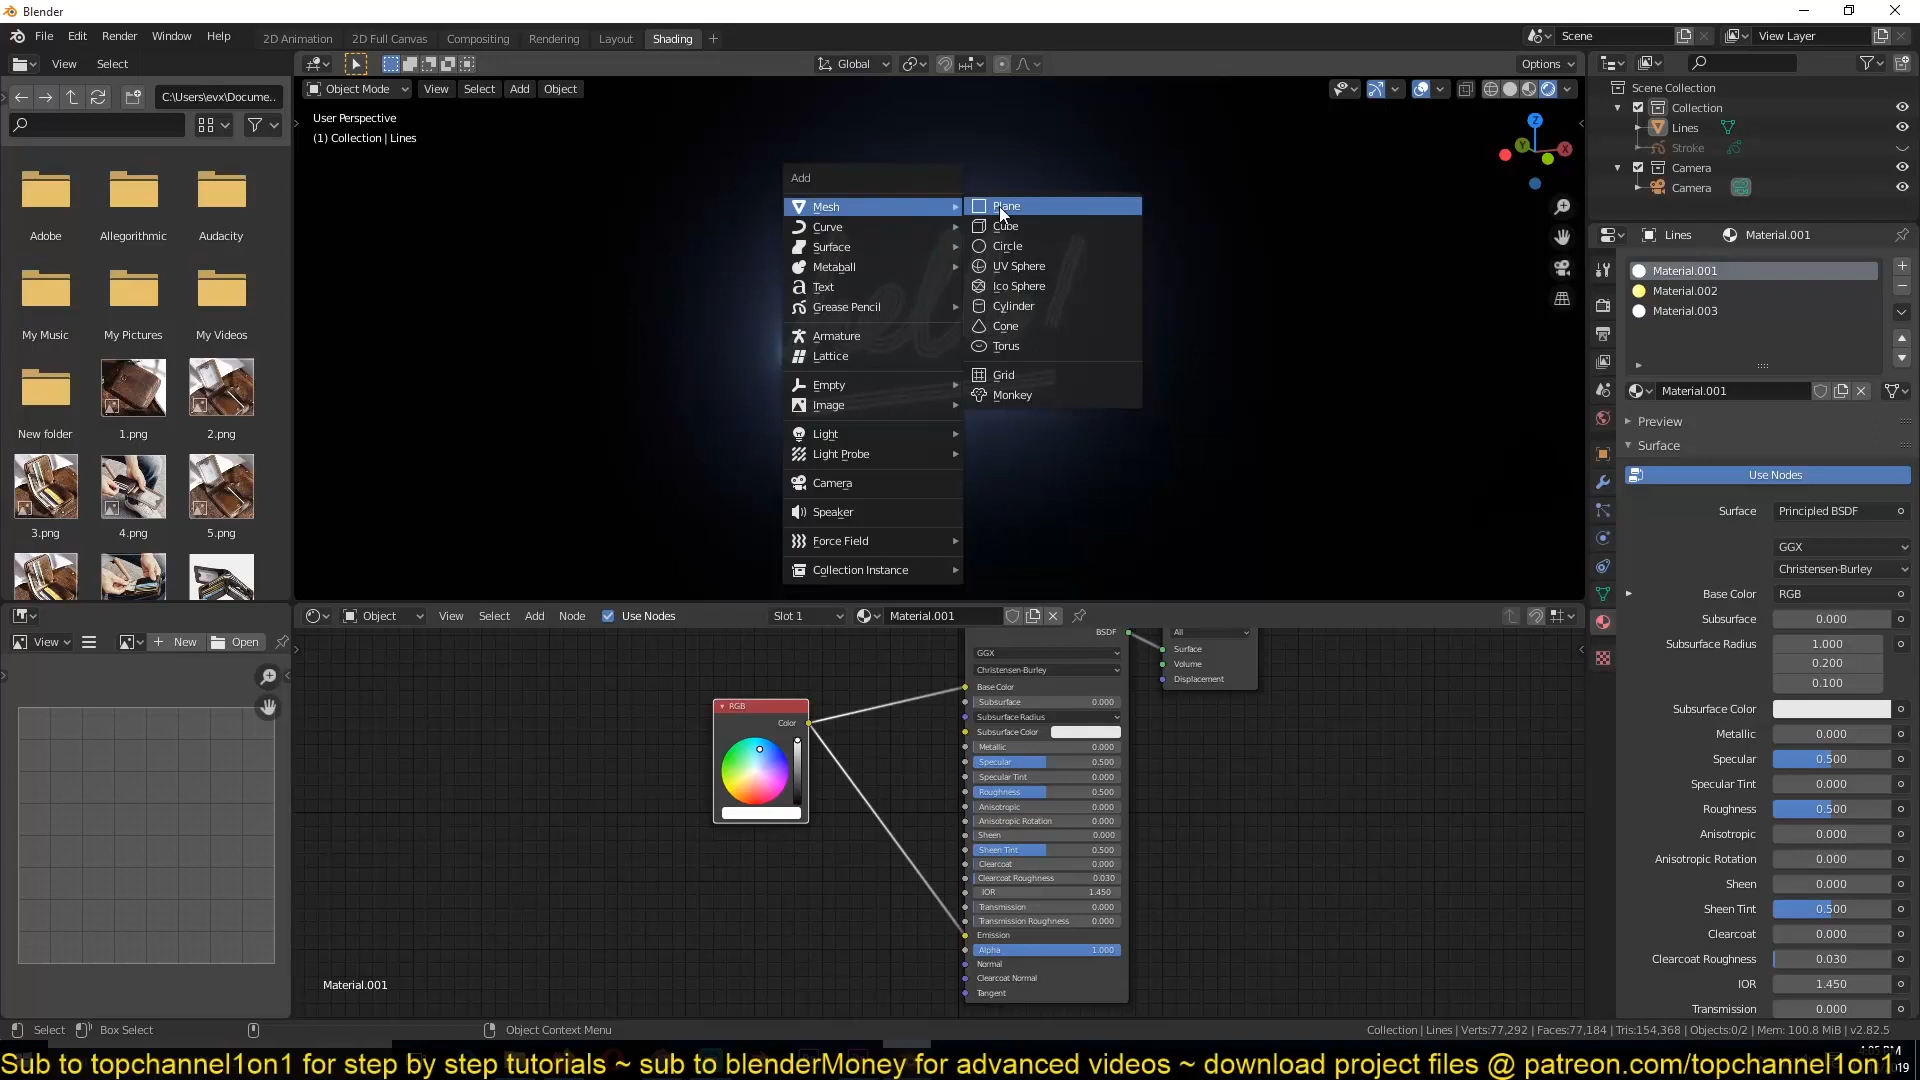 Blender
File Edit Render Window Help 2D Animation 2D Full Canvas Compositing Rendering Layout Shading + Scene View Layer
View Select Global Options
C:\Users\evx\Docume..
Object Mode View Select Add Object
User Perspective
(1) Collection | Lines
Adobe Allegorithmic Audacity
My Music My Pictures My Videos
New folder 1.png 2.png
3.png 4.png 5.png
Add
Mesh
Curve
Surface
Metaball
Text
Grease Pencil
Armature
Lattice
Empty
Image
Light
Light Probe
Camera
Speaker
Force Field
Collection Instance
Plane
Cube
Circle
UV Sphere
Ico Sphere
Cylinder
Cone
Torus
Grid
Monkey
X
Y
Z
Scene Collection
Collection
Lines
Stroke
Camera
Camera
Lines Material.001
Material.001
Material.002
Material.003
Material.001
Preview
Surface
Use Nodes
Surface Principled BSDF
GGX
Christensen-Burley
Base Color RGB
Subsurface 0.000
Subsurface Radius 1.000
0.200
0.100
Subsurface Color
Metallic 0.000
Specular 0.500
Specular Tint 0.000
Roughness 0.500
Anisotropic 0.000
Anisotropic Rotation 0.000
Sheen 0.000
Sheen Tint 0.500
Clearcoat 0.000
Clearcoat Roughness 0.030
IOR 1.450
Transmission 0.000
View New Open
Object View Select Add Node Use Nodes Slot 1 Material.001
RGB
Color
BSDF
GGX
Christensen-Burley
Base Color
Subsurface 0.000
Subsurface Radius
Subsurface Color
Metallic 0.000
Specular 0.500
Specular Tint 0.000
Roughness 0.500
Anisotropic 0.000
Anisotropic Rotation 0.000
Sheen 0.000
Sheen Tint 0.500
Clearcoat 0.000
Clearcoat Roughness 0.030
IOR 1.450
Transmission 0.000
Transmission Roughness 0.000
Emission
Alpha 1.000
Normal
Clearcoat Normal
Tangent
All
Surface
Volume
Displacement
Material.001
Select Box Select Object Context Menu Collection | Lines | Verts:77,292 | Faces:77,184 | Tris:154,368 | Objects:0/2 | Mem: 100.8 MiB | v2.82.5
Sub to topchannel1on1 for step by step tutorials ~ sub to blenderMoney for advanced videos ~ download project files @ patreon.com/topchannel1on1